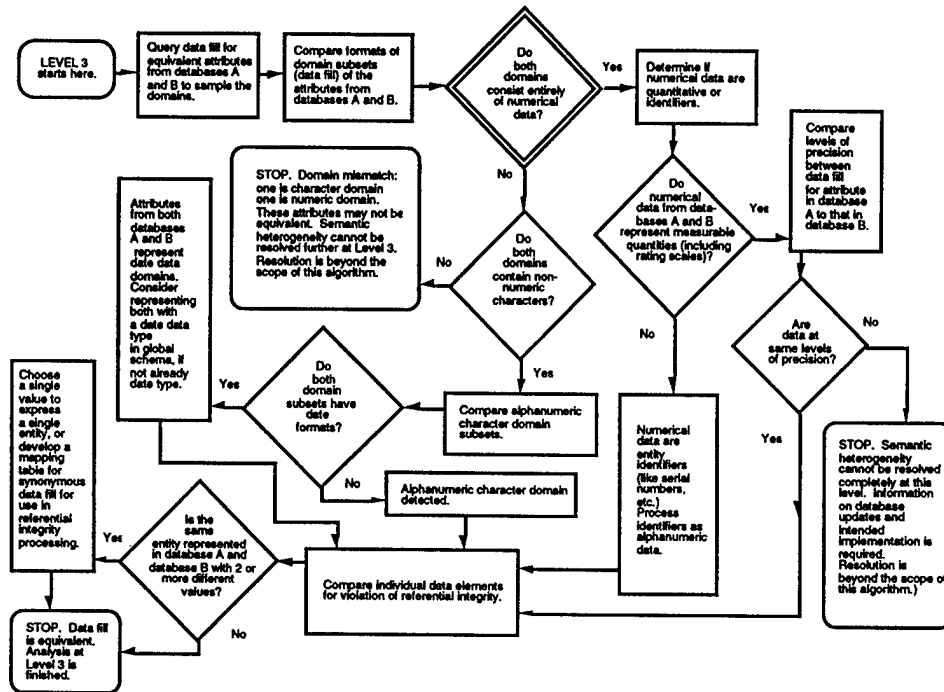 LEVEL 3
starts here.
Query data fill for
equivalent attributes
from databases A
and B to sample the
domains.
Compare formats of
domain subsets
(data fill) of the
attributes from
databases A and B.
Do
both
domains
consist entirely
of numerical
data?
Yes
Determine if
numerical data are
quantitative or
identifiers.
Compare
levels of
precision
between
data fill
for attribute
in database
A to that in
database B.
No
STOP. Domain mismatch:
one is character domain
one is numeric domain.
These attributes may not be
equivalent. Semantic
heterogeneity cannot be
resolved further at Level 3.
Resolution is beyond the
scope of this algorithm.
Attributes
from both
databases
A and B
represent
date data
domains.
Consider
representing
both with
a date data
type
in global
schema, if
not already
date type.
Do
numerical
data from data-
bases A and B
represent measurable
quantities (including
rating scales)?
Yes
Do
both
domains
contain non-
numeric
characters?
No
No
Yes
Are
data at
same levels
of precision?
No
Yes
Choose
a single
value to
express
a single
entity, or
develop a
mapping
table for
synonymous
data fill for
use in
referential
integrity
processing.
Yes
Do
both
domain
subsets have
date
formats?
Compare alphanumeric
character domain
subsets.
Numerical
data are
entity
identifiers
(like serial
numbers,
etc.)
Process
identifiers as
alphanumeric
data.
STOP. Semantic
heterogeneity
cannot be resolved
completely at this
level. Information
on database
updates and
intended
implementation is
required.
Resolution is
beyond the scope of
this algorithm.)
No
Alphanumeric character domain
detected.
Is the
same
entity represented
in database A and
database B with 2 or
more different
values?
Yes
Compare individual data elements
for violation of referential integrity.
No
STOP. Data fill
is equivalent.
Analysis at
Level 3 is
finished.